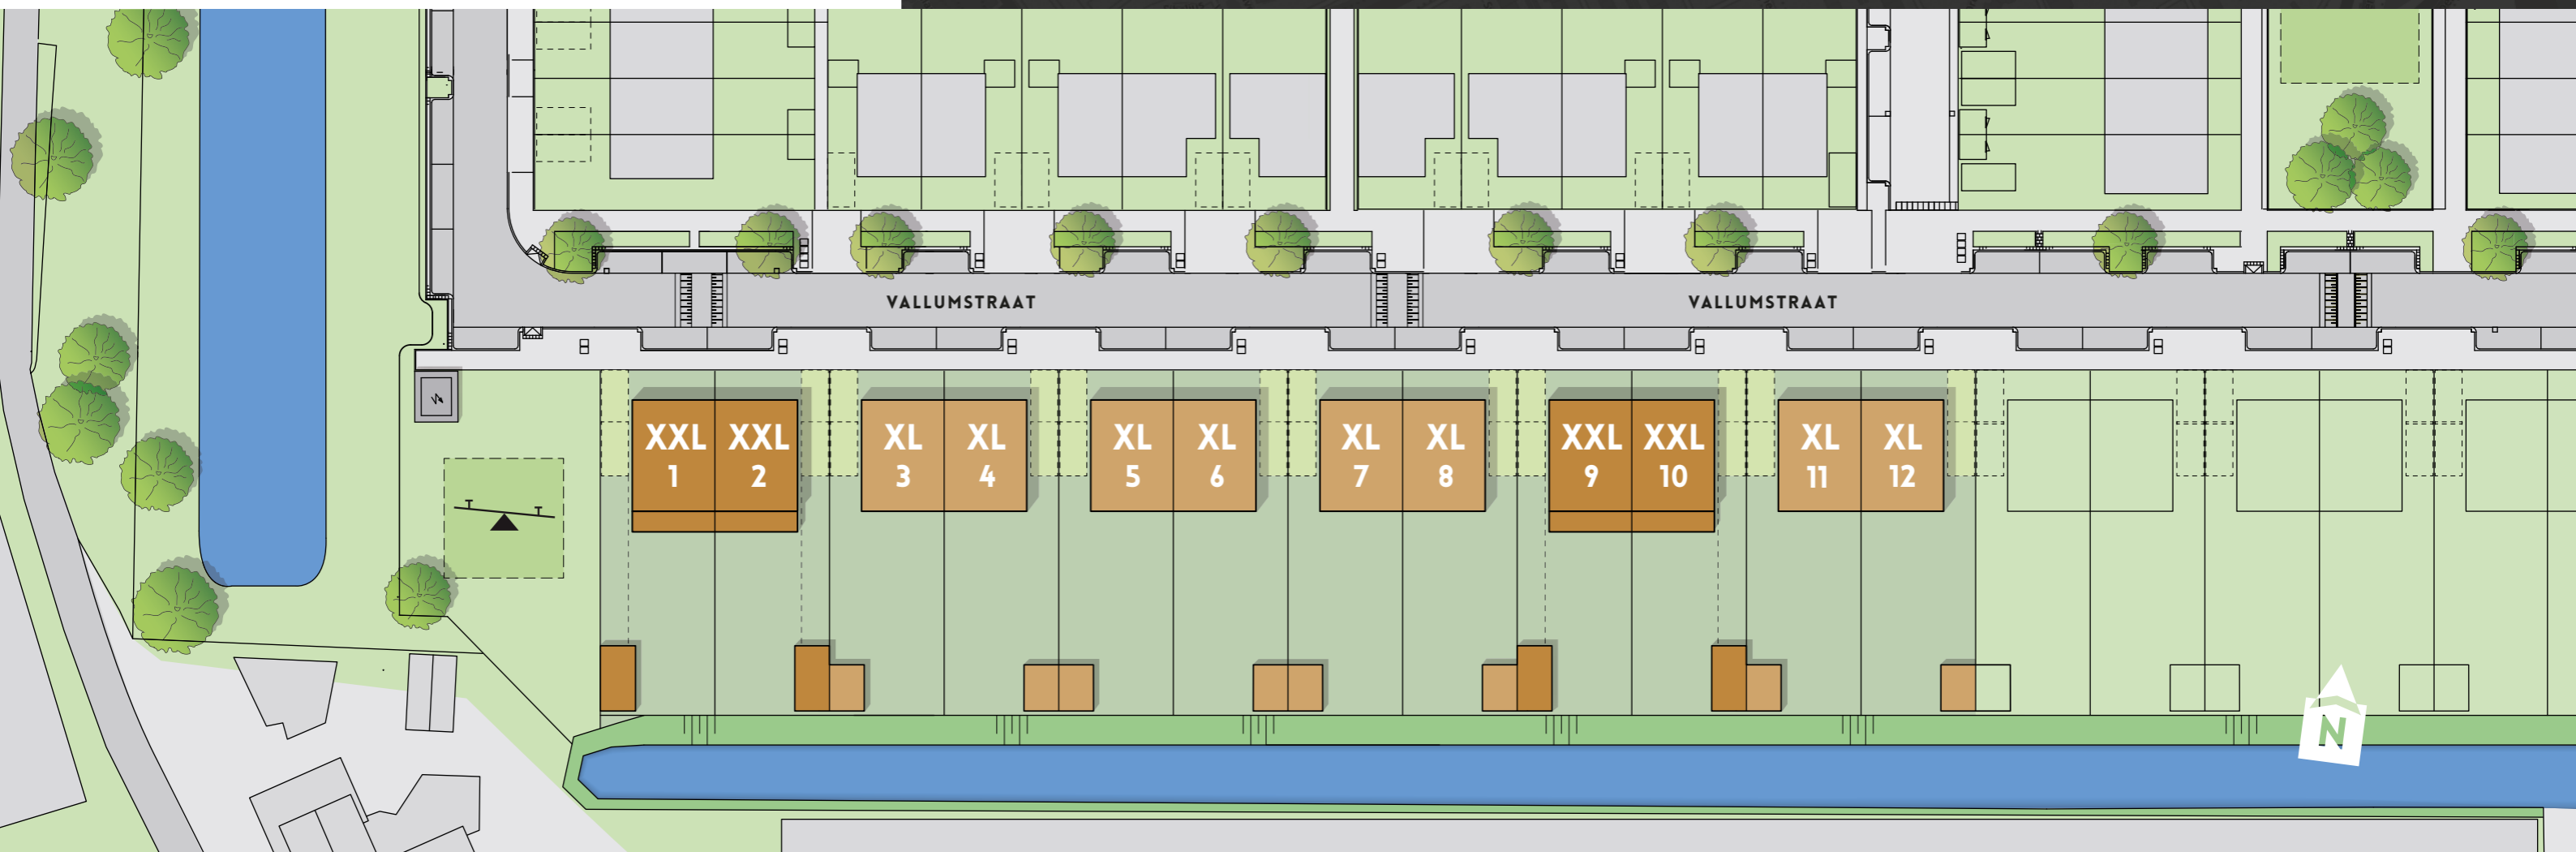 VALLUMSTRAAT VALLUMSTRAAT
XXL XXL XL XL XL XL XL XL XXL XXL XL XL
1 2 3 4 5 6 7 8 9 10 11 12
N